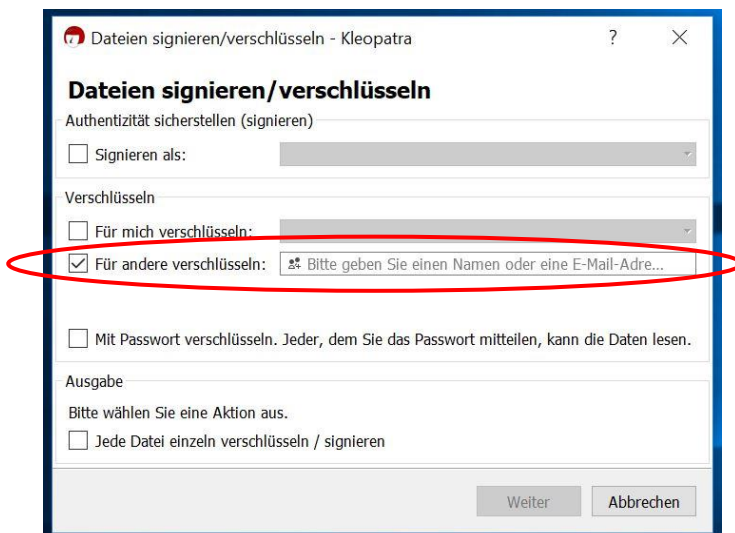 Dateien signieren/verschlüsseln - Kleopatra
?
Dateien signieren/verschlüsseln
Authentizität sicherstellen (signieren)
Signieren als:
Verschlüsseln
Für mich verschlüsseln:
Für andere verschlüsseln: Bitte geben Sie einen Namen oder eine E-Mail-Adre...
Mit Passwort verschlüsseln. Jeder, dem Sie das Passwort mitteilen, kann die Daten lesen.
Ausgabe
Bitte wählen Sie eine Aktion aus.
Jede Datei einzeln verschlüsseln / signieren
Weiter Abbrechen